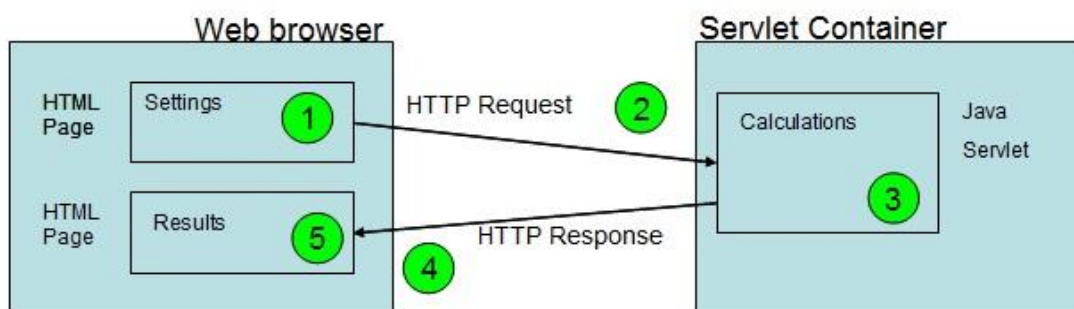 Web browser
Servlet Container
HTML
Page
Settings
1
HTTP Request
2
Calculations
Java
Servlet
3
HTML
Page
Results
5
HTTP Response
4